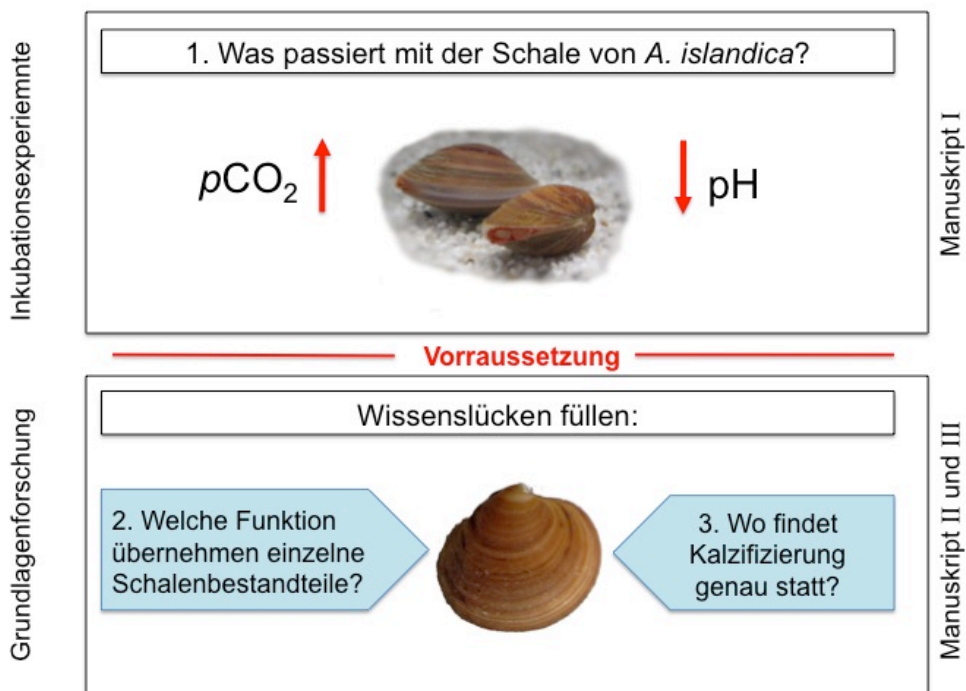 Inkubationsexperiemnte
1. Was passiert mit der Schale von A. islandica?
pCO₂
pH
Manuskript I
Vorraussetzung
Grundlagenforschung
Wissenslücken füllen:
2. Welche Funktion
übernehmen einzelne
Schalenbestandteile?
3. Wo findet
Kalzifizierung
genau statt?
Manuskript II und III